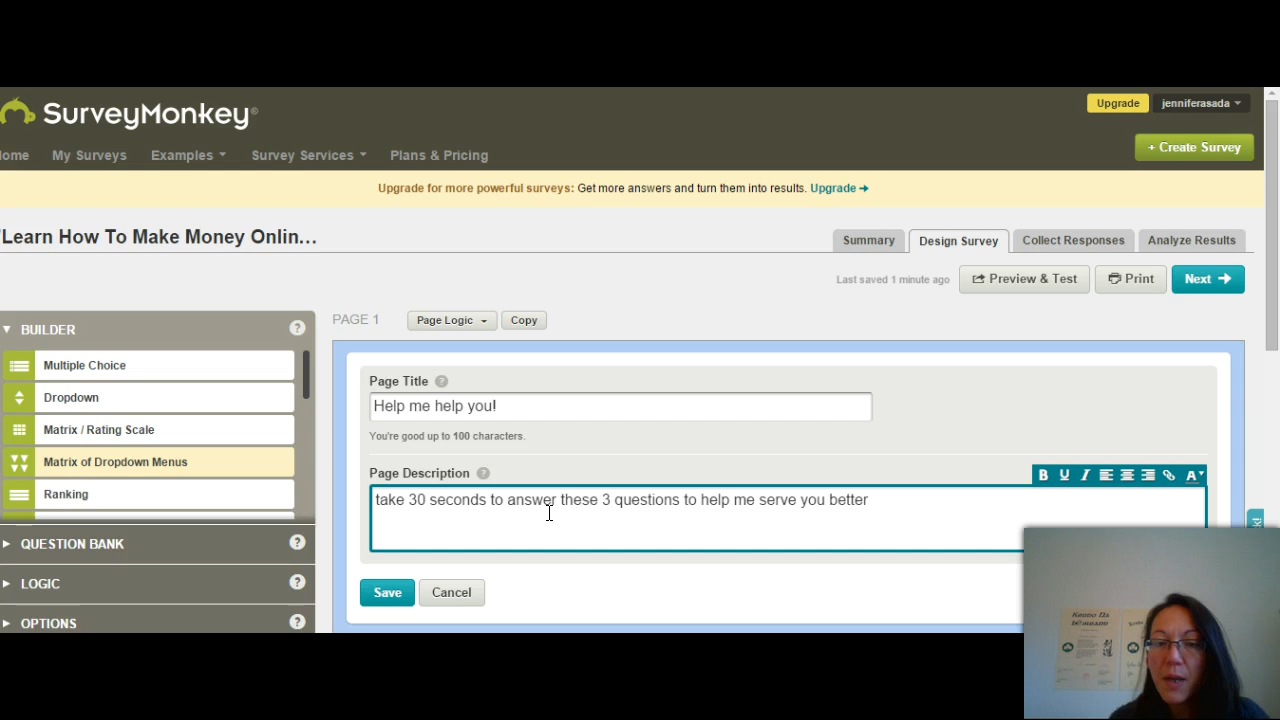 SurveyMonkey®
Upgrade
jenniferasada
ome
My Surveys
Examples
Survey Services
Plans & Pricing
+ Create Survey
Upgrade for more powerful surveys: Get more answers and turn them into results. Upgrade
"Learn How To Make Money Onlin...
Summary
Design Survey
Collect Responses
Analyze Results
Last saved 1 minute ago
Preview & Test
Print
Next
BUILDER
?
PAGE 1
Page Logic
Copy
Multiple Choice
Dropdown
Matrix / Rating Scale
Matrix of Dropdown Menus
Ranking
QUESTION BANK
?
LOGIC
?
OPTIONS
?
Page Title ?
Help me help you!
You're good up to 100 characters.
Page Description ?
B U I A
take 30 seconds to answer these 3 questions to help me serve you better
Save
Cancel